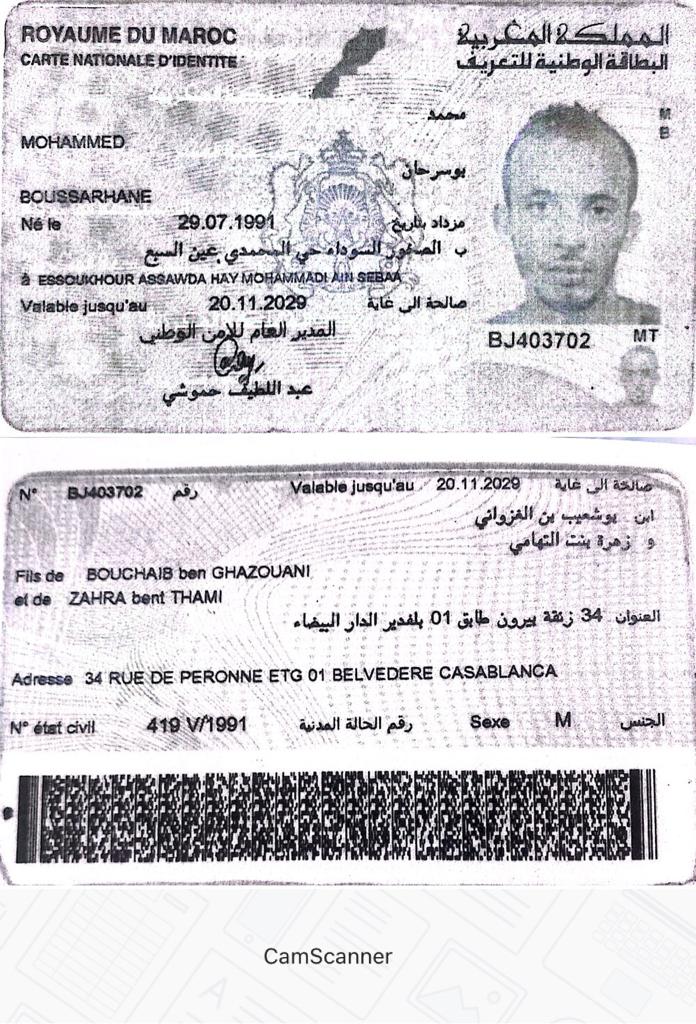 ROYAUME DU MAROC
المملكة المغربية
CARTE NATIONALE D'IDENTITE
البطاقة الوطنية للتعريف
محمد
MOHAMMED
بوسرحان
BOUSSARHANE
Né le 29.07.1991 مزداد بتاريخ
ب الصخور السوداء حي المحمدي عين السبع
à ESSOUKHOUR ASSAWDA HAY MOHAMMADI AIN SEBAA
Valable jusqu'au 20.11.2029 صالحة الى غاية
المدير العام للامن الوطني
عبد اللطيف حموشي
M
B
BJ403702
MT
N° BJ403702 رقم Valable jusqu'au 20.11.2029 صالحة الى غاية
ابن بوشعيب بن الغزواني
و زهرة بنت التهامي
Fils de BOUCHAIB ben GHAZOUANI
et de ZAHRA bent THAMI
العنوان 34 زنقة بيرون طابق 01 بلفدير الدار البيضاء
Adresse 34 RUE DE PERONNE ETG 01 BELVEDERE CASABLANCA
N° état civil 419 V/1991 رقم الحالة المدنية Sexe M الجنس
CamScanner